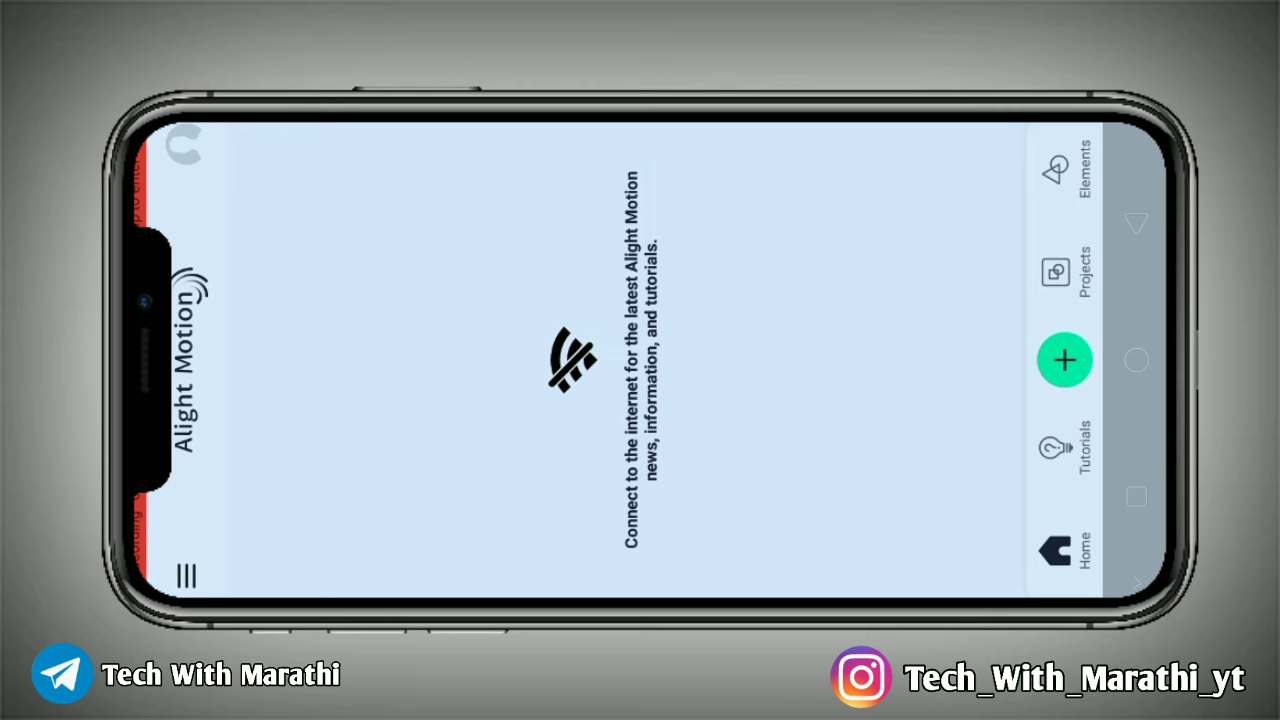 Alight Motion
Connect to the internet for the latest Alight Motion
news, information, and tutorials.
Home
Tutorials
Projects
Elements
Tech With Marathi
Tech_With_Marathi_yt